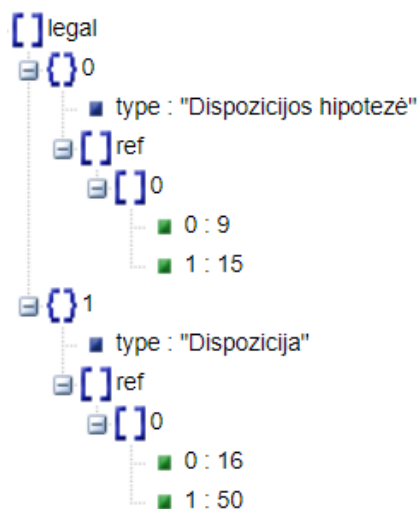 [ ] legal
{ } 0
type : "Dispozicijos hipotezė"
[ ] ref
[ ] 0
0 : 9
1 : 15
{ } 1
type : "Dispozicija"
[ ] ref
[ ] 0
0 : 16
1 : 50